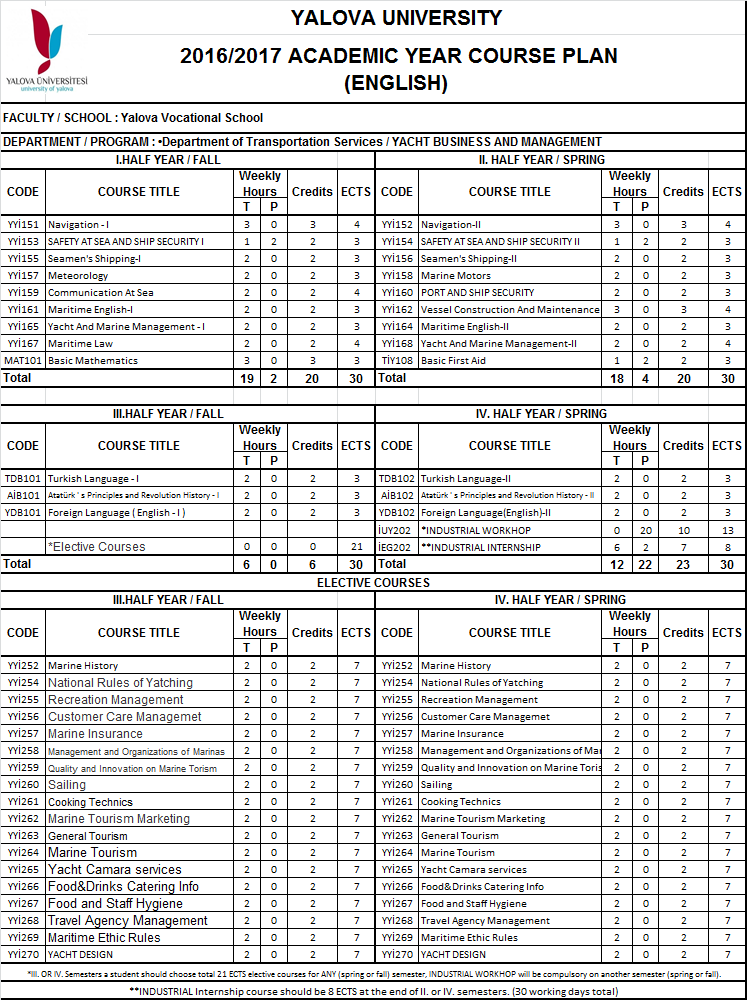 YALOVA ÜNİVERSİTESİ
university of yalova
YALOVA UNIVERSITY
2016/2017 ACADEMIC YEAR COURSE PLAN
(ENGLISH)
FACULTY / SCHOOL : Yalova Vocational School
DEPARTMENT / PROGRAM : •Department of Transportation Services / YACHT BUSINESS AND MANAGEMENT
I.HALF YEAR / FALL II. HALF YEAR / SPRING
CODE COURSE TITLE Weekly Hours Credits ECTS CODE COURSE TITLE Weekly Hours Credits ECTS
T P T P
YYİ151 Navigation - I 3 0 3 4 YYİ152 Navigation-II 3 0 3 4
YYİ153 SAFETY AT SEA AND SHIP SECURITY I 1 2 2 3 YYİ154 SAFETY AT SEA AND SHIP SECURITY II 1 2 2 3
YYİ155 Seamen's Shipping-I 2 0 2 3 YYİ156 Seamen's Shipping-II 2 0 2 3
YYİ157 Meteorology 2 0 2 3 YYİ158 Marine Motors 2 0 2 3
YYİ159 Communication At Sea 2 0 2 4 YYİ160 PORT AND SHIP SECURITY 2 0 2 3
YYİ161 Maritime English-I 2 0 2 3 YYİ162 Vessel Construction And Maintenance 3 0 3 4
YYİ165 Yacht And Marine Management - I 2 0 2 3 YYİ164 Maritime English-II 2 0 2 3
YYİ167 Maritime Law 2 0 2 4 YYİ168 Yacht And Marine Management-II 2 0 2 4
MAT101 Basic Mathematics 3 0 3 3 TİY108 Basic First Aid 1 2 2 3
Total 19 2 20 30 Total 18 4 20 30
III.HALF YEAR / FALL IV. HALF YEAR / SPRING
CODE COURSE TITLE Weekly Hours Credits ECTS CODE COURSE TITLE Weekly Hours Credits ECTS
T P T P
TDB101 Turkish Language - I 2 0 2 3 TDB102 Turkish Language-II 2 0 2 3
AİB101 Atatürk ' s Principles and Revolution History - I 2 0 2 3 AİB102 Atatürk ' s Principles and Revolution History - II 2 0 2 3
YDB101 Foreign Language ( English - I ) 2 0 2 3 YDB102 Foreign Language(English)-II 2 0 2 3
İUY202 *INDUSTRIAL WORKHOP 0 20 10 13
*Elective Courses 0 0 0 21 İEG202 **INDUSTRIAL INTERNSHIP 6 2 7 8
Total 6 0 6 30 Total 12 22 23 30
ELECTIVE COURSES
III.HALF YEAR / FALL IV. HALF YEAR / SPRING
CODE COURSE TITLE Weekly Hours Credits ECTS CODE COURSE TITLE Weekly Hours Credits ECTS
T P T P
YYİ252 Marine History 2 0 2 7 YYİ252 Marine History 2 0 2 7
YYİ254 National Rules of Yatching 2 0 2 7 YYİ254 National Rules of Yatching 2 0 2 7
YYİ255 Recreation Management 2 0 2 7 YYİ255 Recreation Management 2 0 2 7
YYİ256 Customer Care Managemet 2 0 2 7 YYİ256 Customer Care Managemet 2 0 2 7
YYİ257 Marine Insurance 2 0 2 7 YYİ257 Marine Insurance 2 0 2 7
YYİ258 Management and Organizations of Marinas 2 0 2 7 YYİ258 Management and Organizations of Mar 2 0 2 7
YYİ259 Quality and Innovation on Marine Torism 2 0 2 7 YYİ259 Quality and Innovation on Marine Toris 2 0 2 7
YYİ260 Sailing 2 0 2 7 YYİ260 Sailing 2 0 2 7
YYİ261 Cooking Technics 2 0 2 7 YYİ261 Cooking Technics 2 0 2 7
YYİ262 Marine Tourism Marketing 2 0 2 7 YYİ262 Marine Tourism Marketing 2 0 2 7
YYİ263 General Tourism 2 0 2 7 YYİ263 General Tourism 2 0 2 7
YYİ264 Marine Tourism 2 0 2 7 YYİ264 Marine Tourism 2 0 2 7
YYİ265 Yacht Camara services 2 0 2 7 YYİ265 Yacht Camara services 2 0 2 7
YYİ266 Food&Drinks Catering Info 2 0 2 7 YYİ266 Food&Drinks Catering Info 2 0 2 7
YYİ267 Food and Staff Hygiene 2 0 2 7 YYİ267 Food and Staff Hygiene 2 0 2 7
YYİ268 Travel Agency Management 2 0 2 7 YYİ268 Travel Agency Management 2 0 2 7
YYİ269 Maritime Ethic Rules 2 0 2 7 YYİ269 Maritime Ethic Rules 2 0 2 7
YYİ270 YACHT DESIGN 2 0 2 7 YYİ270 YACHT DESIGN 2 0 2 7
*III. OR IV. Semesters a student should choose total 21 ECTS elective courses for ANY (spring or fall) semester, INDUSTRIAL WORKHOP will be compulsory on another semester (spring or fall).
**INDUSTRIAL Internship course should be 8 ECTS at the end of II. or IV. semesters. (30 working days total)